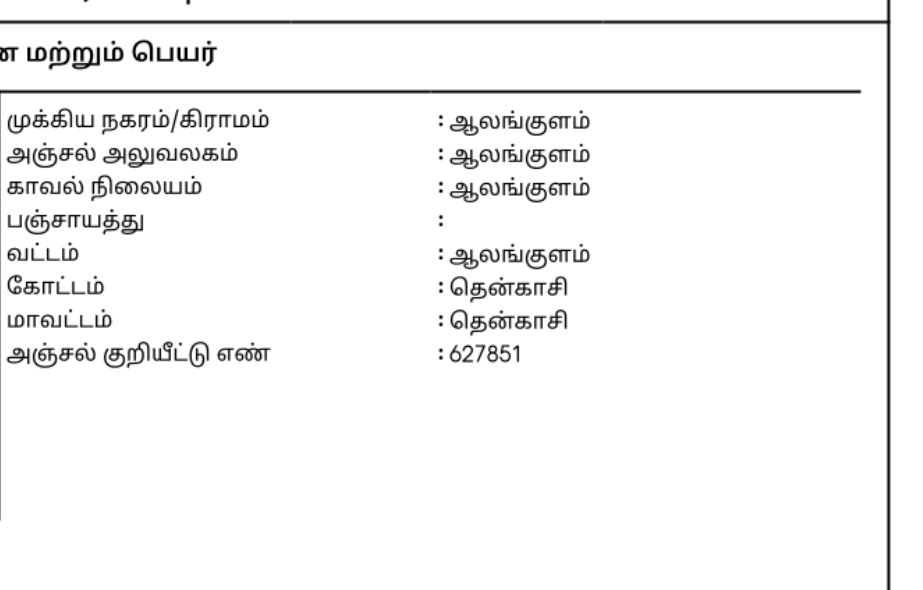 மற்றும் பெயர்
முக்கிய நகரம்/கிராமம் : ஆலங்குளம்
அஞ்சல் அலுவலகம் : ஆலங்குளம்
காவல் நிலையம் : ஆலங்குளம்
பஞ்சாயத்து :
வட்டம் : ஆலங்குளம்
கோட்டம் : தென்காசி
மாவட்டம் : தென்காசி
அஞ்சல் குறியீட்டு எண் : 627851